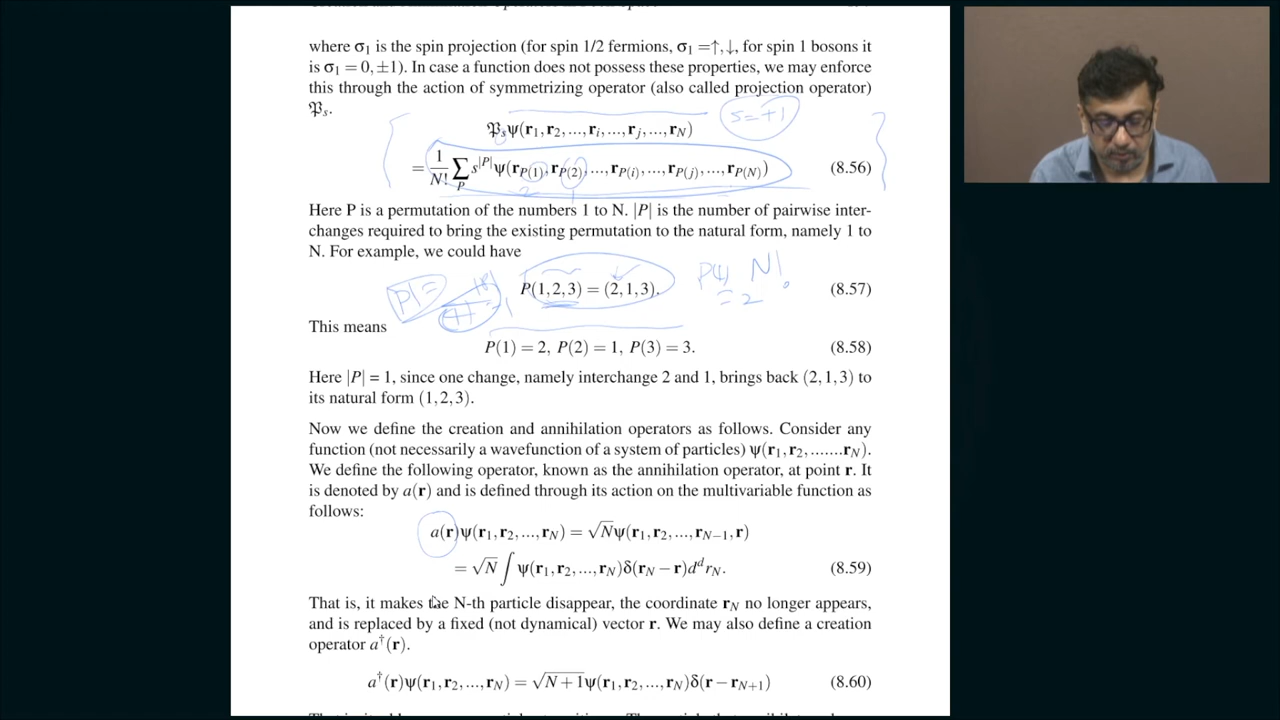 where σ₁ is the spin projection (for spin 1/2 fermions, σ₁ =↑,↓, for spin 1 bosons it
is σ₁ = 0,±1). In case a function does not possess these properties, we may enforce
this through the action of symmetrizing operator (also called projection operator)
𝔓ₛ.
s=+1
𝔓ₛψ(r₁,r₂,...,rᵢ,...,rⱼ,...,r_N)
= 1/N! ∑_P s^|P| ψ(r_P(1),r_P(2),...,r_P(i),...,r_P(j),...,r_P(N)) (8.56)
Here P is a permutation of the numbers 1 to N. |P| is the number of pairwise inter-
changes required to bring the existing permutation to the natural form, namely 1 to
N. For example, we could have
P(1,2,3) = (2,1,3). P(1) = 2 N! (8.57)
This means
P(1) = 2, P(2) = 1, P(3) = 3. (8.58)
Here |P| = 1, since one change, namely interchange 2 and 1, brings back (2,1,3) to
its natural form (1,2,3).
Now we define the creation and annihilation operators as follows. Consider any
function (not necessarily a wavefunction of a system of particles) ψ(r₁,r₂,.......r_N).
We define the following operator, known as the annihilation operator, at point r. It
is denoted by a(r) and is defined through its action on the multivariable function as
follows:
a(r)ψ(r₁,r₂,...,r_N) = √Nψ(r₁,r₂,...,r_N−1,r)
= √N ∫ ψ(r₁,r₂,...,r_N)δ(r_N − r)d^d r_N. (8.59)
That is, it makes the N-th particle disappear, the coordinate r_N no longer appears,
and is replaced by a fixed (not dynamical) vector r. We may also define a creation
operator a†(r).
a†(r)ψ(r₁,r₂,...,r_N) = √N+1ψ(r₁,r₂,...,r_N)δ(r − r_N+1) (8.60)